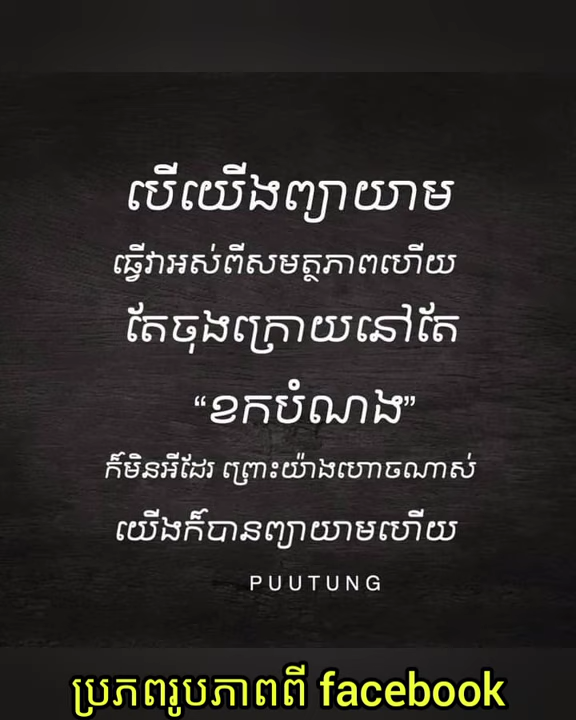 បើយើងព្យាយាម
ធ្វើវាអស់ពីសមត្ថភាពហើយ
តែចុងក្រោយនៅតែ
“ខកបំណង”
ក៏មិនអីដែរ ព្រោះយ៉ាងហោចណាស់
យើងក៏បានព្យាយាមហើយ
PUUTUNG
ប្រភពរូបភាពពី facebook